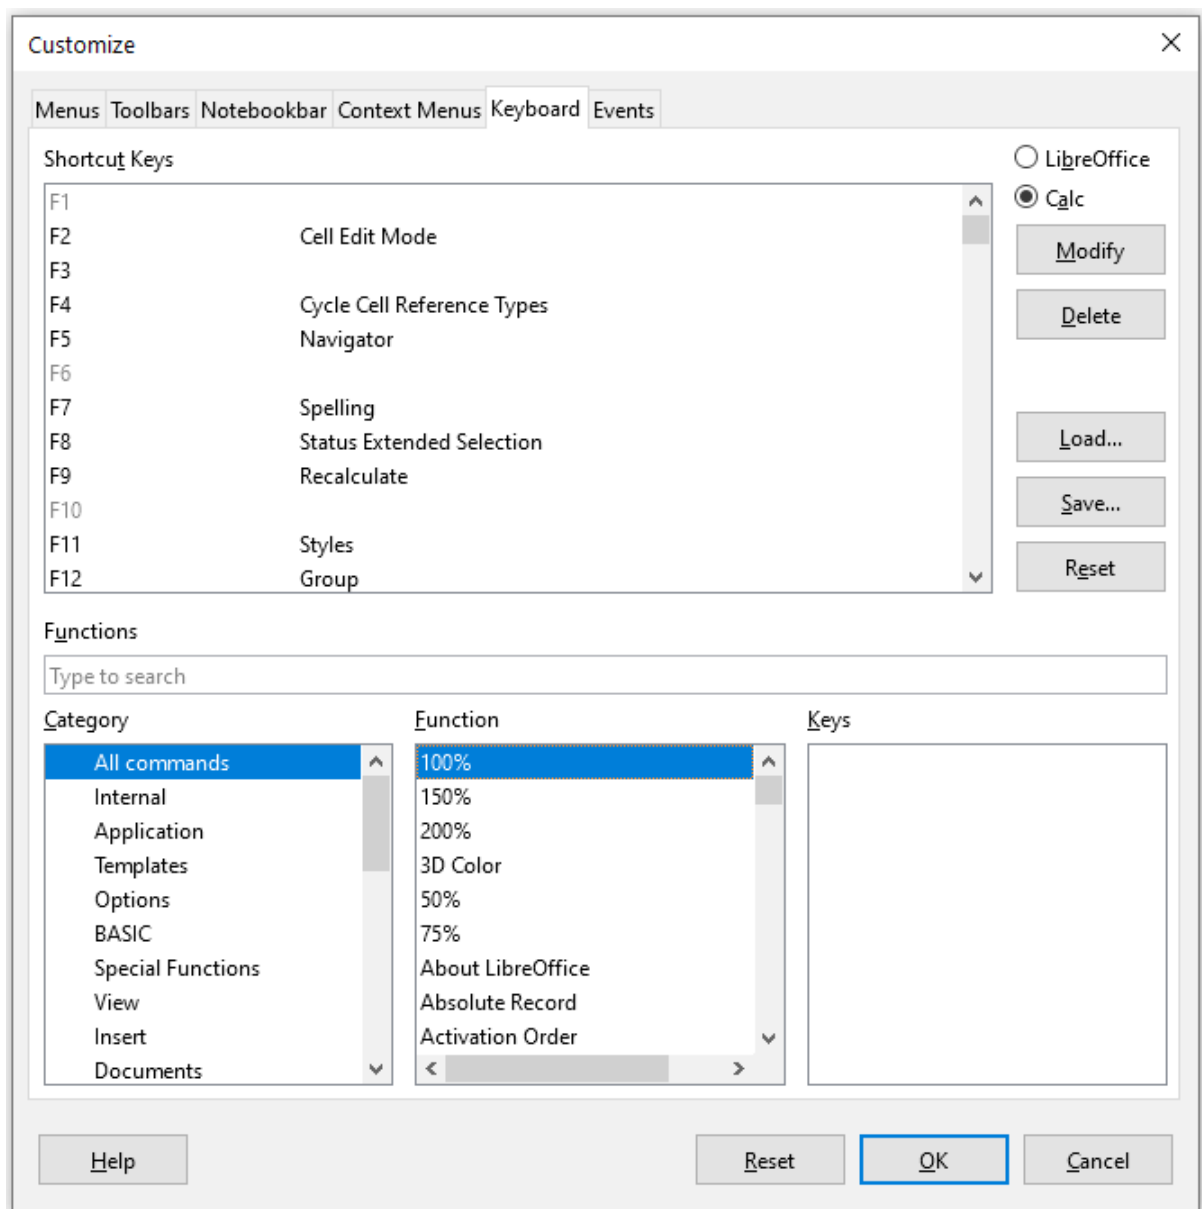 Customize
Menus Toolbars Notebookbar Context Menus Keyboard Events
Shortcut Keys
LibreOffice
Calc
F1
F2 Cell Edit Mode
F3
F4 Cycle Cell Reference Types
F5 Navigator
F6
F7 Spelling
F8 Status Extended Selection
F9 Recalculate
F10
F11 Styles
F12 Group
Modify
Delete
Load...
Save...
Reset
Functions
Type to search
Category
All commands
Internal
Application
Templates
Options
BASIC
Special Functions
View
Insert
Documents
Function
100%
150%
200%
3D Color
50%
75%
About LibreOffice
Absolute Record
Activation Order
Keys
Help
Reset
OK
Cancel